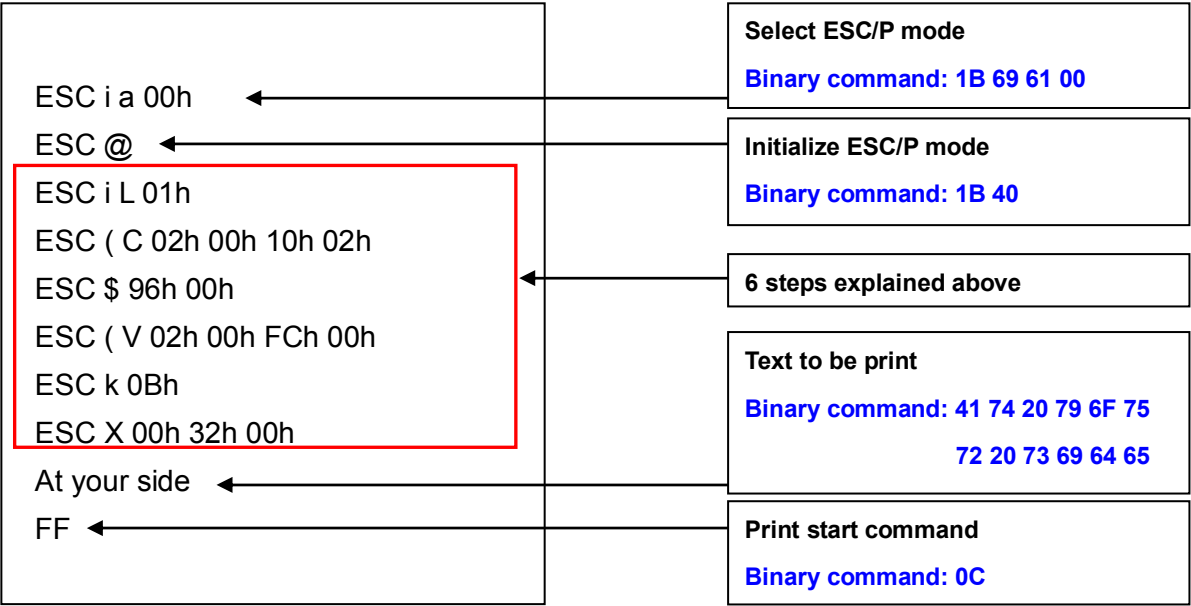 ESC i a 00h
ESC @
ESC i L 01h
ESC ( C 02h 00h 10h 02h
ESC $ 96h 00h
ESC ( V 02h 00h FCh 00h
ESC k 0Bh
ESC X 00h 32h 00h
At your side
FF
Select ESC/P mode
Binary command: 1B 69 61 00
Initialize ESC/P mode
Binary command: 1B 40
6 steps explained above
Text to be print
Binary command: 41 74 20 79 6F 75
72 20 73 69 64 65
Print start command
Binary command: 0C